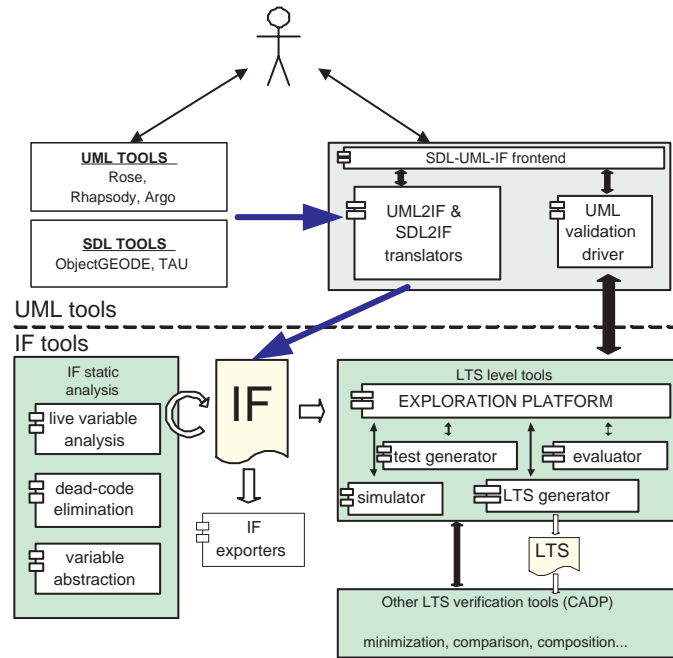 UML TOOLS
Rose,
Rhapsody, Argo
SDL TOOLS
ObjectGEODE, TAU
SDL-UML-IF frontend
UML2IF &
SDL2IF
translators
UML
validation
driver
UML tools
IF tools
IF static
analysis
live variable
analysis
dead-code
elimination
variable
abstraction
IF
IF
exporters
LTS level tools
EXPLORATION PLATFORM
test generator
evaluator
simulator
LTS generator
LTS
Other LTS verification tools (CADP)
minimization, comparison, composition...